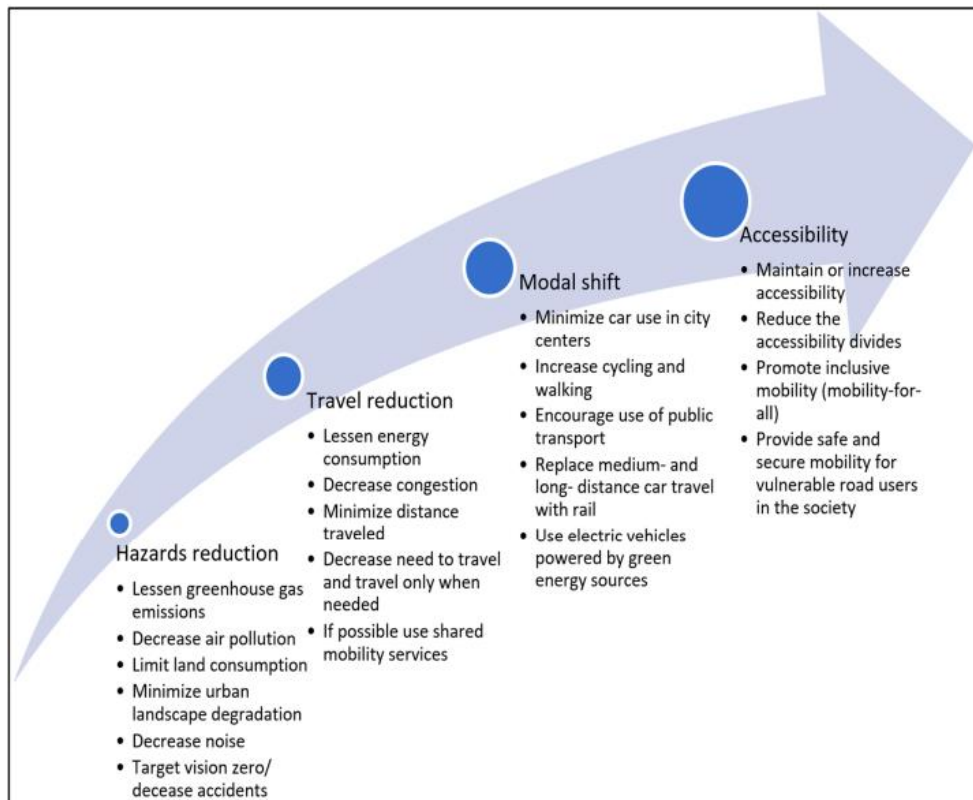 Hazards reduction
• Lessen greenhouse gas
emissions
• Decrease air pollution
• Limit land consumption
• Minimize urban
landscape degradation
• Decrease noise
• Target vision zero/
decease accidents
Travel reduction
• Lessen energy
consumption
• Decrease congestion
• Minimize distance
traveled
• Decrease need to travel
and travel only when
needed
• If possible use shared
mobility services
Modal shift
• Minimize car use in city
centers
• Increase cycling and
walking
• Encourage use of public
transport
• Replace medium- and
long- distance car travel
with rail
• Use electric vehicles
powered by green
energy sources
Accessibility
• Maintain or increase
accessibility
• Reduce the
accessibility divides
• Promote inclusive
mobility (mobility-for-
all)
• Provide safe and
secure mobility for
vulnerable road users
in the society